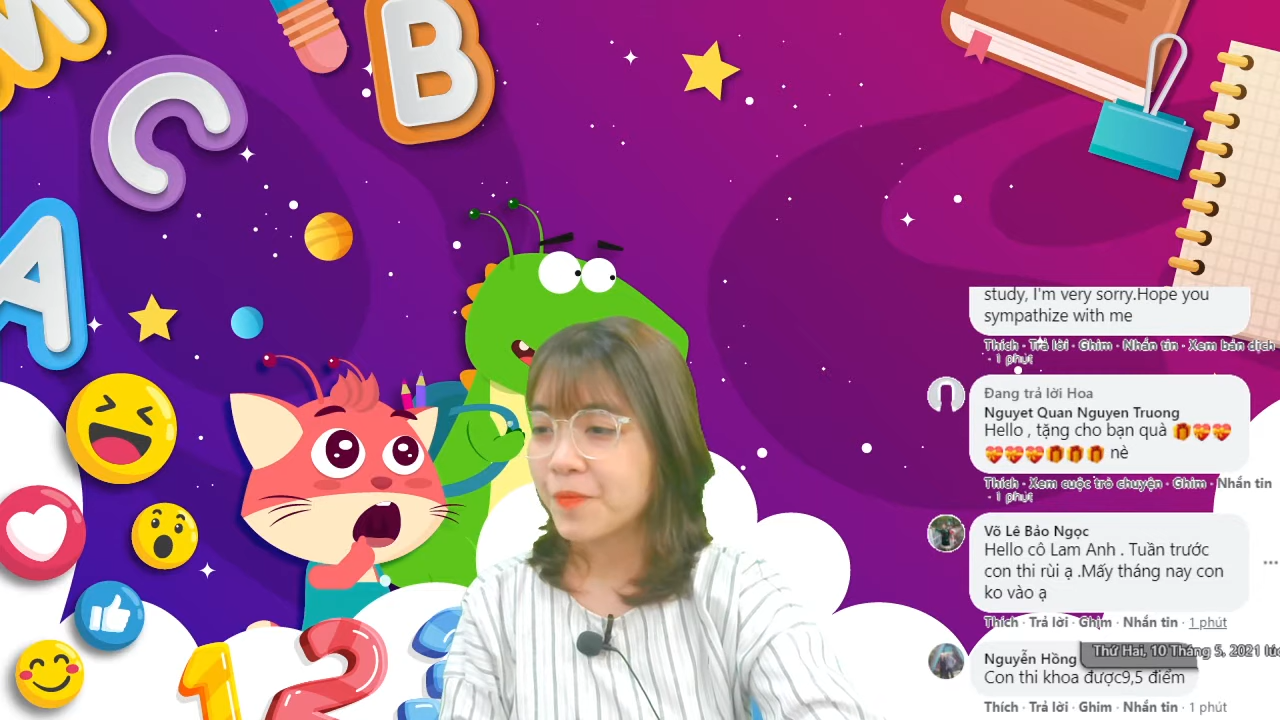 C
B
A
1
2
study, I'm very sorry.Hope you
sympathize with me
Thích · Trả lời · Ghim · Nhắn tin · Xem bản dịch
· 1 phút
Đang trả lời Hoa
Nguyet Quan Nguyen Truong
Hello , tặng cho bạn quà 🎁💝💝
💝💝💝🎁🎁🎁 nè
Thích · Xem cuộc trò chuyện · Ghim · Nhắn tin
· 1 phút
Võ Lê Bảo Ngọc
Hello cô Lam Anh . Tuần trước
con thi rùi ạ .Mấy tháng nay con
ko vào ạ
Thích · Trả lời · Ghim · Nhắn tin · 1 phút
Nguyễn Hồng
Thứ Hai, 10 Tháng 5, 2021 lúc
Con thi khoa được9,5 điểm
Thích · Trả lời · Ghim · Nhắn tin · 1 phút